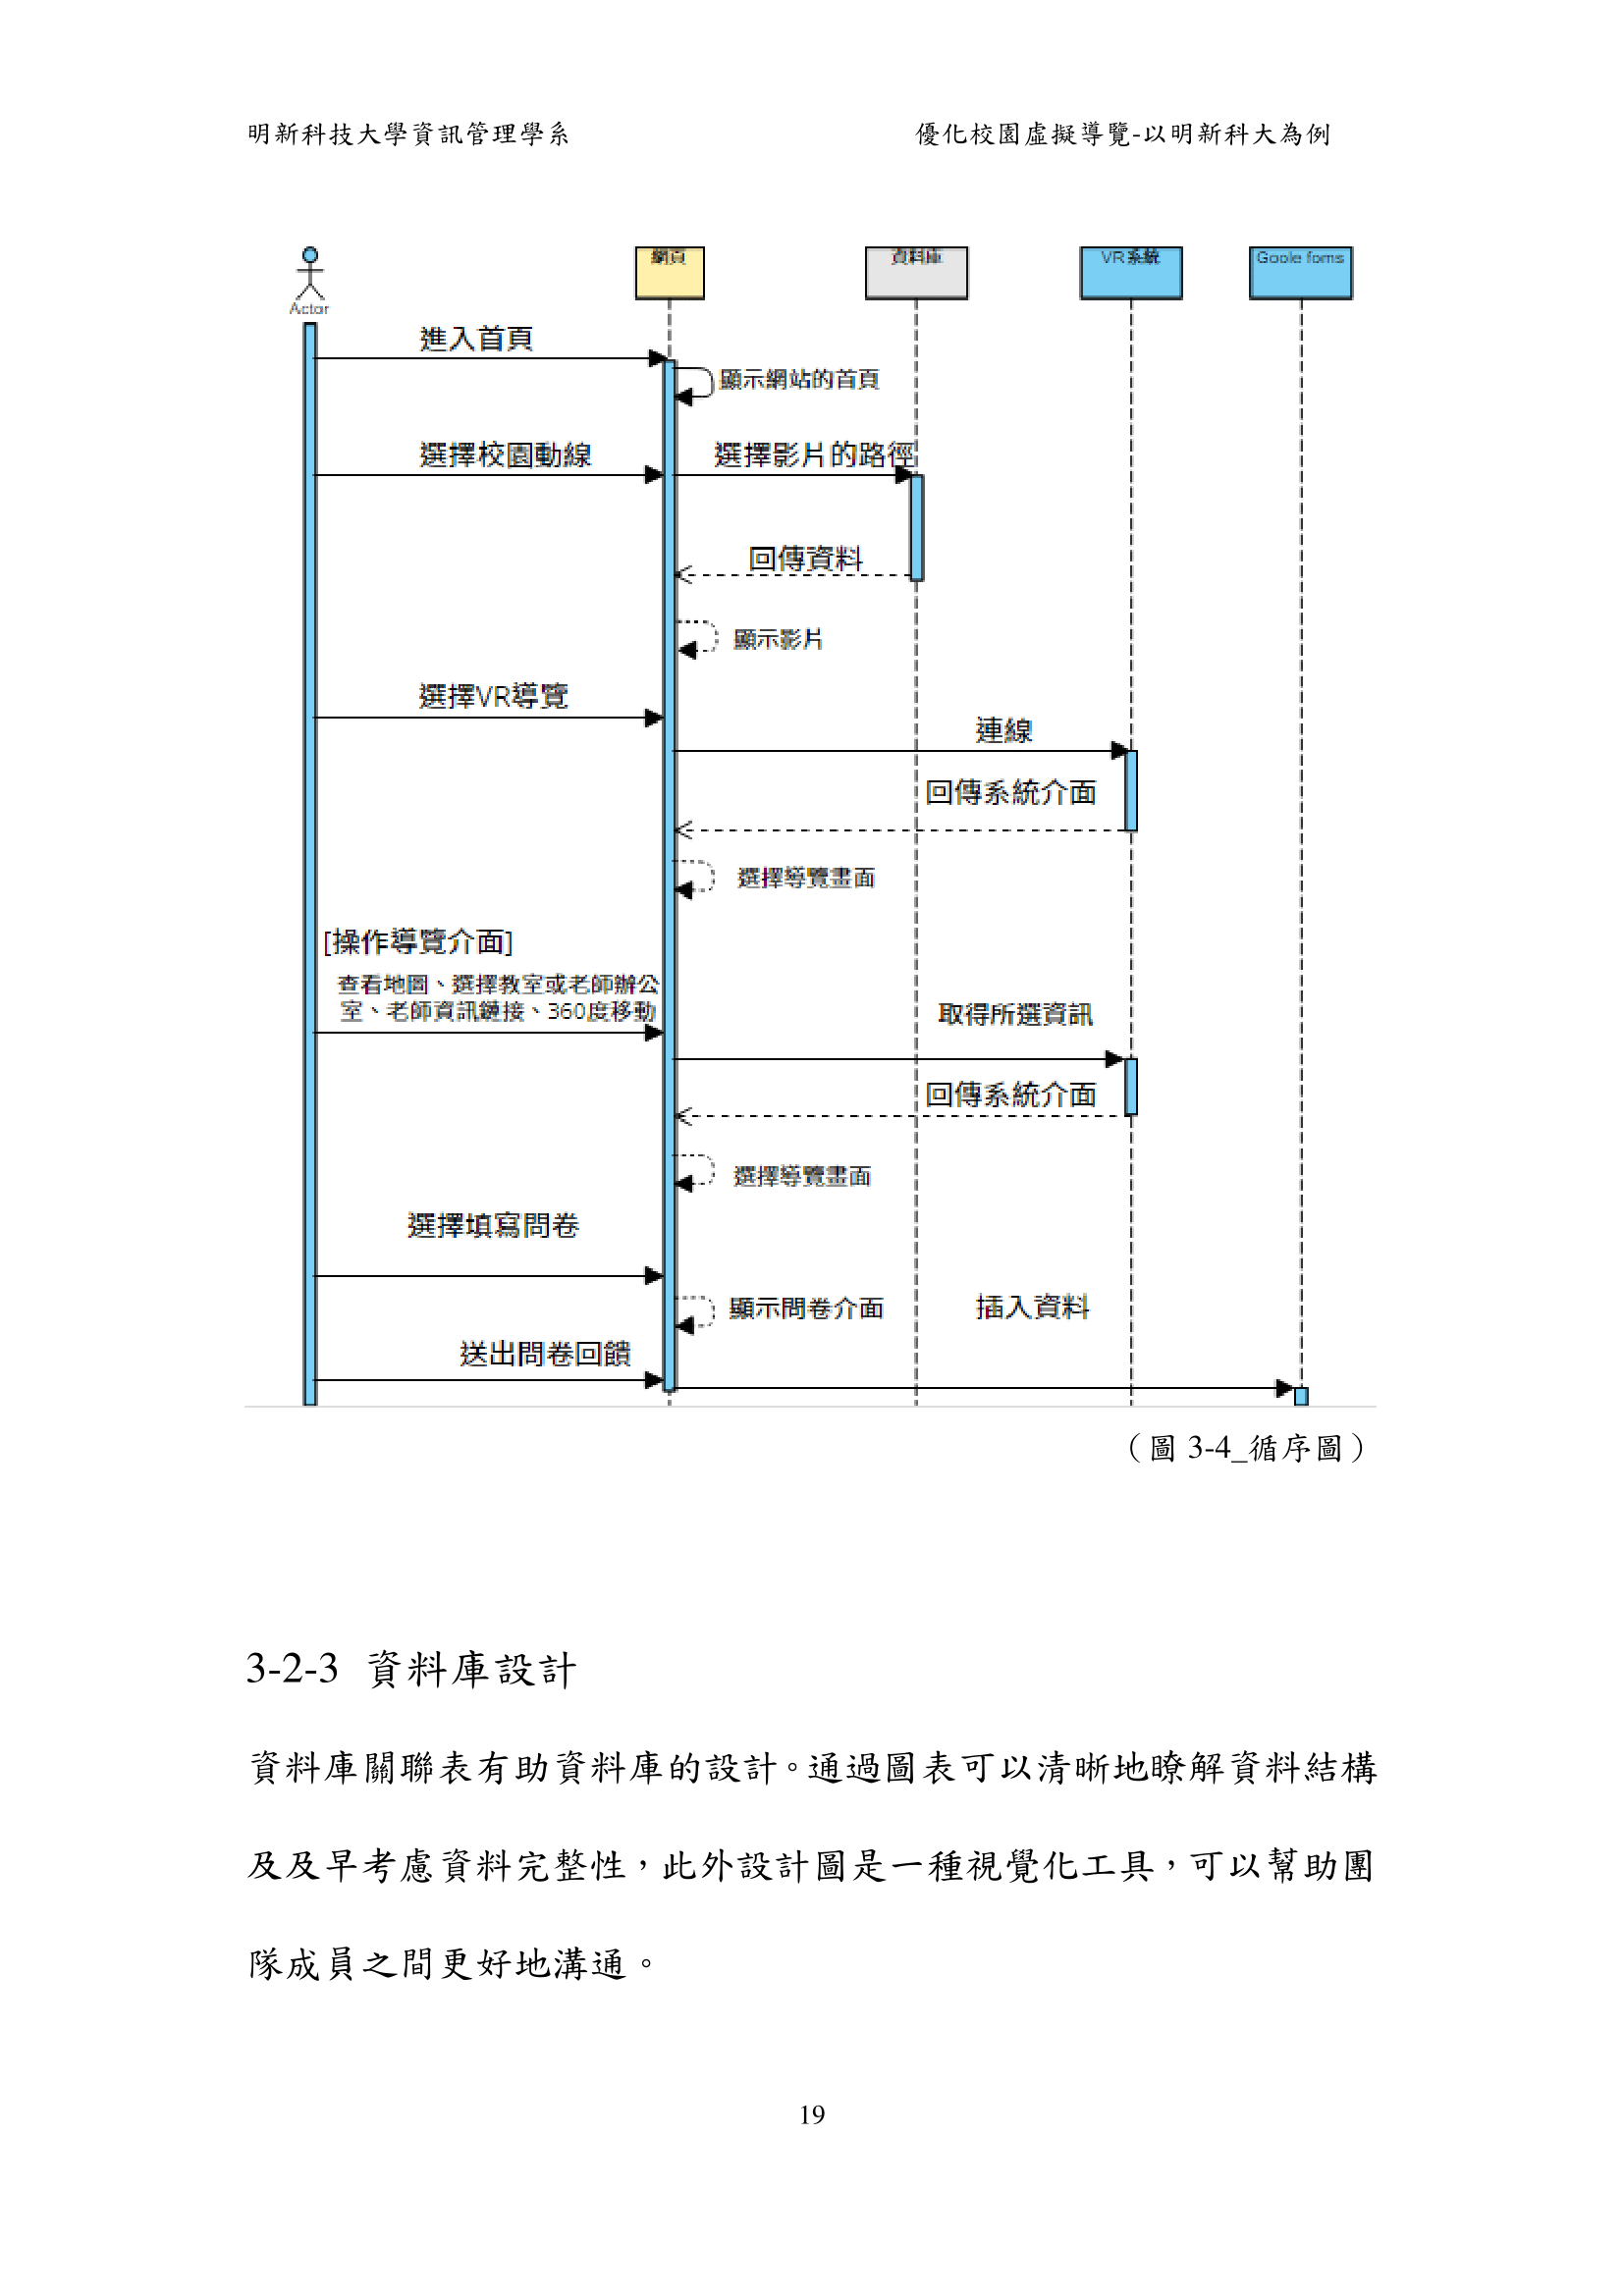 明新科技大學資訊管理學系 優化校園虛擬導覽-以明新科大為例
網頁 資料庫 VR系統 Goole foms
Actor
進入首頁
顯示網站的首頁
選擇校園動線 選擇影片的路徑
回傳資料
顯示影片
選擇VR導覽
連線
回傳系統介面
選擇導覽畫面
[操作導覽介面]
查看地圖、選擇教室或老師辦公
室、老師資訊鏈接、360度移動
取得所選資訊
回傳系統介面
選擇導覽畫面
選擇填寫問卷
顯示問卷介面 插入資料
送出問卷回饋
（圖 3-4_循序圖）
3-2-3 資料庫設計
資料庫關聯表有助資料庫的設計。通過圖表可以清晰地瞭解資料結構
及及早考慮資料完整性，此外設計圖是一種視覺化工具，可以幫助團
隊成員之間更好地溝通。
19